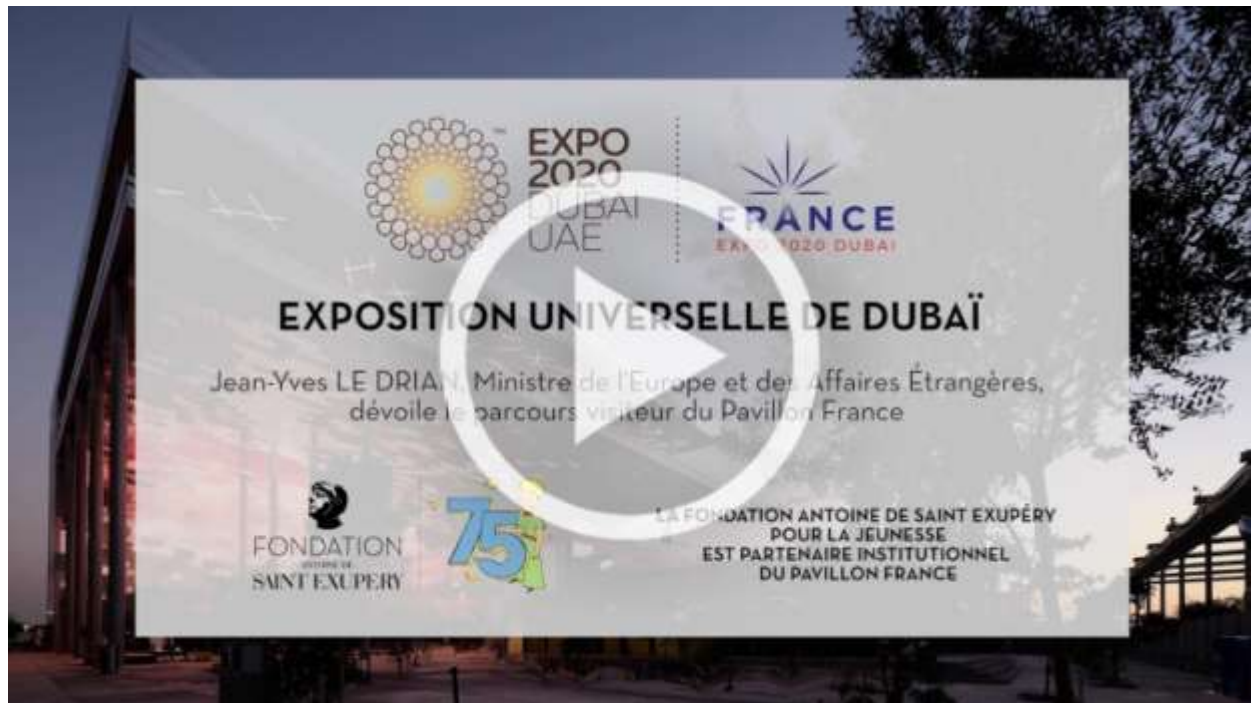 EXPO
2020
DUBAI
UAE
FRANCE
EXPO 2020 DUBAI
EXPOSITION UNIVERSELLE DE DUBAÏ
Jean-Yves LE DRIAN, Ministre de l'Europe et des Affaires Étrangères,
dévoile le parcours visiteur du Pavillon France
FONDATION
ANTOINE DE
SAINT EXUPÉRY
75
LA FONDATION ANTOINE DE SAINT EXUPÉRY
POUR LA JEUNESSE
EST PARTENAIRE INSTITUTIONNEL
DU PAVILLON FRANCE